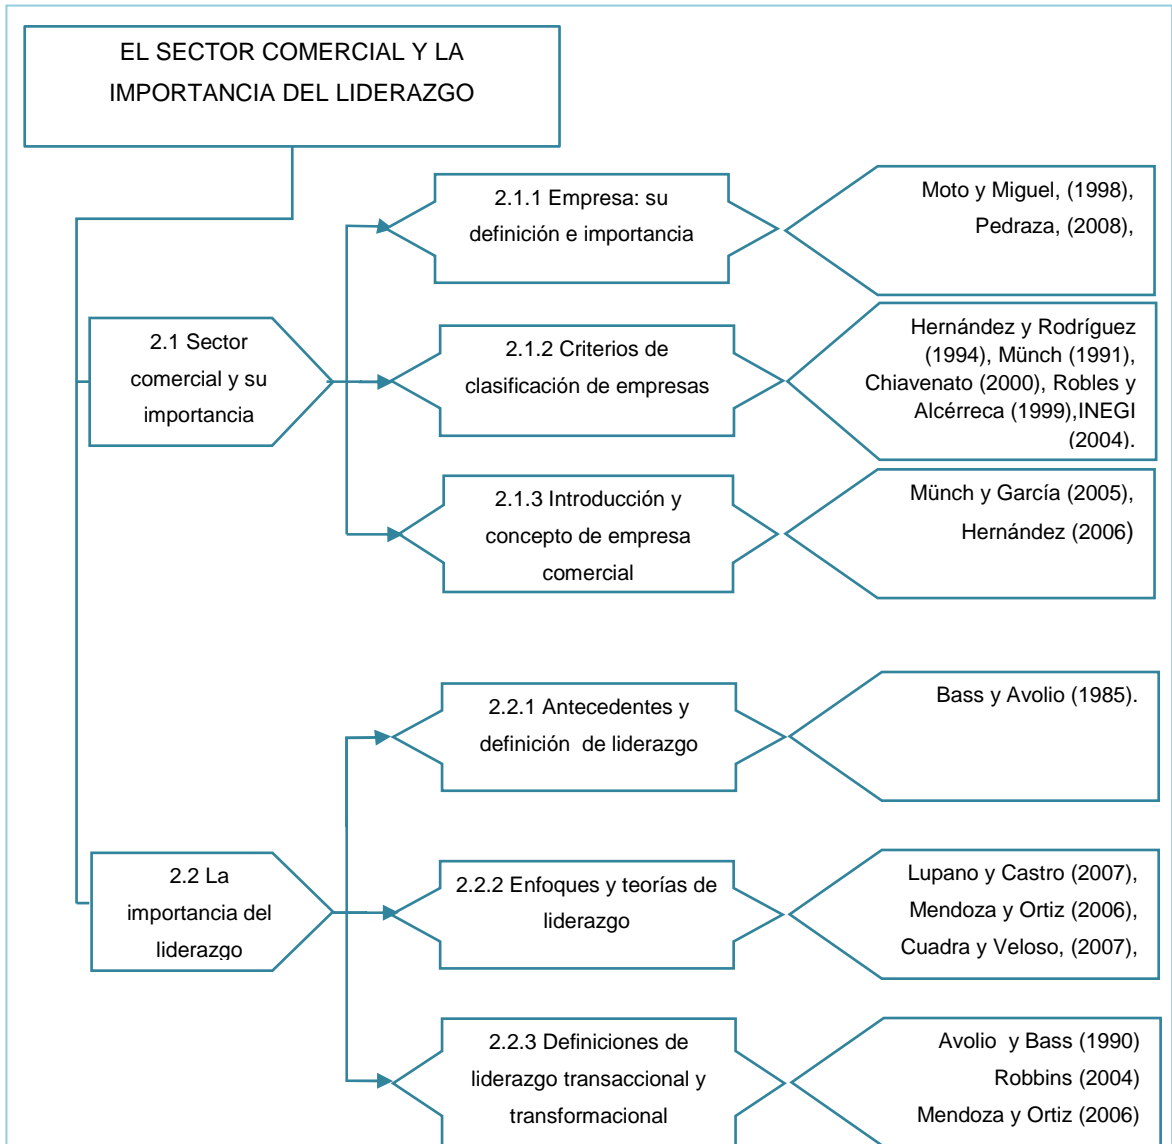 EL SECTOR COMERCIAL Y LA
IMPORTANCIA DEL LIDERAZGO
2.1 Sector
comercial y su
importancia
2.1.1 Empresa: su
definición e importancia
Moto y Miguel, (1998),
Pedraza, (2008),
2.1.2 Criterios de
clasificación de empresas
Hernández y Rodríguez
(1994), Münch (1991),
Chiavenato (2000), Robles y
Alcérreca (1999),INEGI
(2004).
2.1.3 Introducción y
concepto de empresa
comercial
Münch y García (2005),
Hernández (2006)
2.2 La
importancia del
liderazgo
2.2.1 Antecedentes y
definición  de liderazgo
Bass y Avolio (1985).
2.2.2 Enfoques y teorías de
liderazgo
Lupano y Castro (2007),
Mendoza y Ortiz (2006),
Cuadra y Veloso, (2007),
2.2.3 Definiciones de
liderazgo transaccional y
transformacional
Avolio  y Bass (1990)
Robbins (2004)
Mendoza y Ortiz (2006)